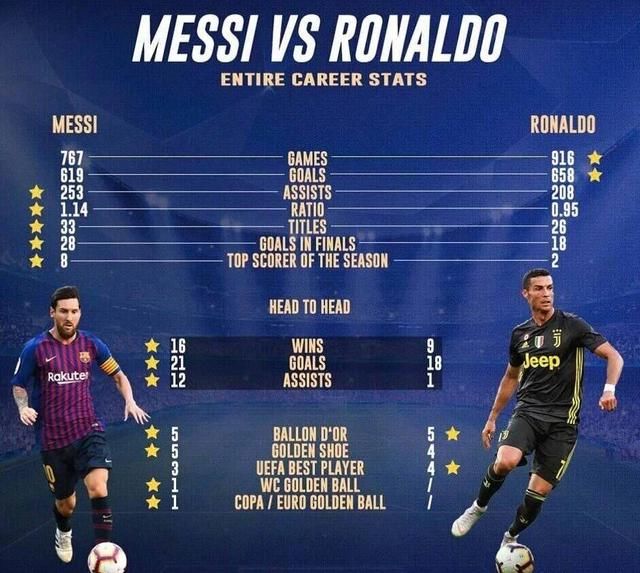 MESSI VS RONALDO
ENTIRE CAREER STATS
MESSI RONALDO
767 GAMES 916
619 GOALS 658
253 ASSISTS 208
1.14 RATIO 0.95
33 TITLES 26
28 GOALS IN FINALS 18
8 TOP SCORER OF THE SEASON 2
HEAD TO HEAD
16 WINS 9
21 GOALS 18
12 ASSISTS 1
5 BALLON D'OR 5
5 GOLDEN SHOE 4
3 UEFA BEST PLAYER 4
1 WC GOLDEN BALL /
1 COPA / EURO GOLDEN BALL /
Rakuten
Jeep
10
7